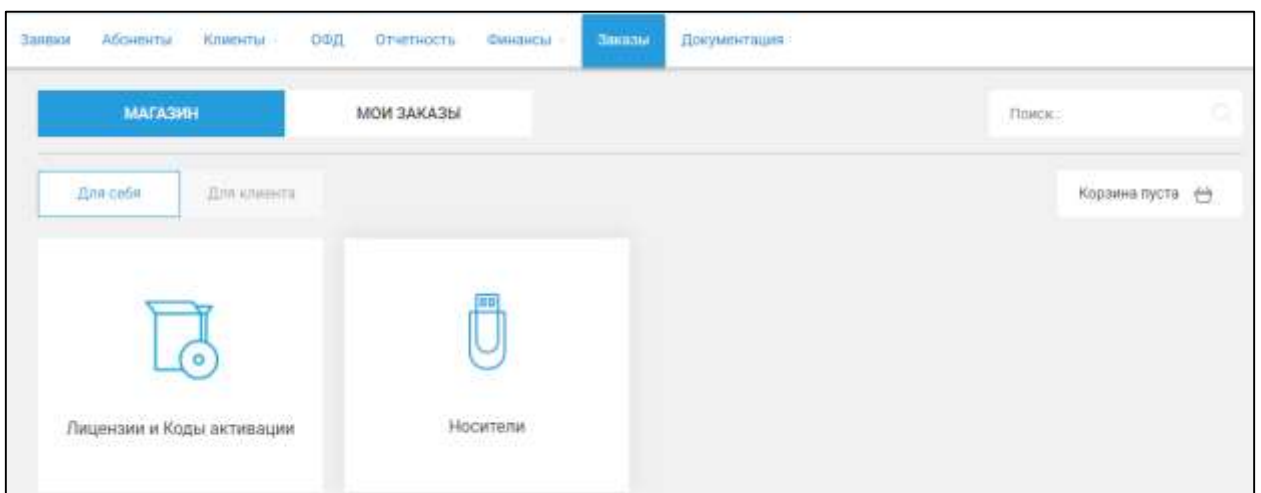 Заявки Абоненты Клиенты ОФД Отчетность Финансы Заказы Документация
МАГАЗИН МОИ ЗАКАЗЫ Поиск...
Для себя Для клиента Корзина пуста
Лицензии и Коды активации Носители